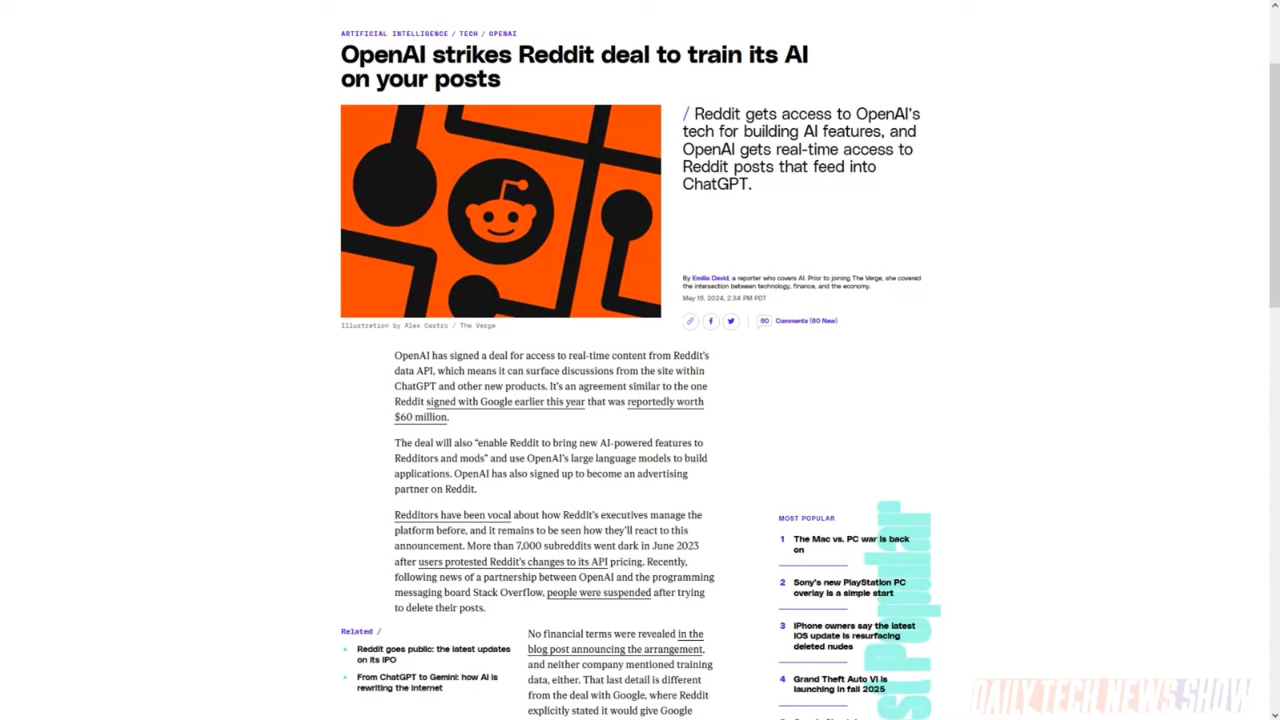 ARTIFICIAL INTELLIGENCE / TECH / OPENAI
OpenAI strikes Reddit deal to train its AI
on your posts
/ Reddit gets access to OpenAI's
tech for building AI features, and
OpenAI gets real-time access to
Reddit posts that feed into
ChatGPT.
By Emilia David, a reporter who covers AI. Prior to joining The Verge, she covered
the intersection between technology, finance, and the economy.
May 16, 2024, 2:34 PM PDT
60 Comments (60 New)
Illustration by Alex Castro / The Verge
OpenAI has signed a deal for access to real-time content from Reddit's
data API, which means it can surface discussions from the site within
ChatGPT and other new products. It's an agreement similar to the one
Reddit signed with Google earlier this year that was reportedly worth
$60 million.
The deal will also “enable Reddit to bring new AI-powered features to
Redditors and mods” and use OpenAI's large language models to build
applications. OpenAI has also signed up to become an advertising
partner on Reddit.
Redditors have been vocal about how Reddit's executives manage the
platform before, and it remains to be seen how they'll react to this
announcement. More than 7,000 subreddits went dark in June 2023
after users protested Reddit's changes to its API pricing. Recently,
following news of a partnership between OpenAI and the programming
messaging board Stack Overflow, people were suspended after trying
to delete their posts.
Related /
Reddit goes public: the latest updates
on its IPO
From ChatGPT to Gemini: how AI is
rewriting the internet
No financial terms were revealed in the
blog post announcing the arrangement,
and neither company mentioned training
data, either. That last detail is different
from the deal with Google, where Reddit
explicitly stated it would give Google
MOST POPULAR
1 The Mac vs. PC war is back
on
2 Sony's new PlayStation PC
overlay is a simple start
3 iPhone owners say the latest
iOS update is resurfacing
deleted nudes
4 Grand Theft Auto VI is
launching in fall 2025
st Popular
DAILY TECH NEWS SHOW